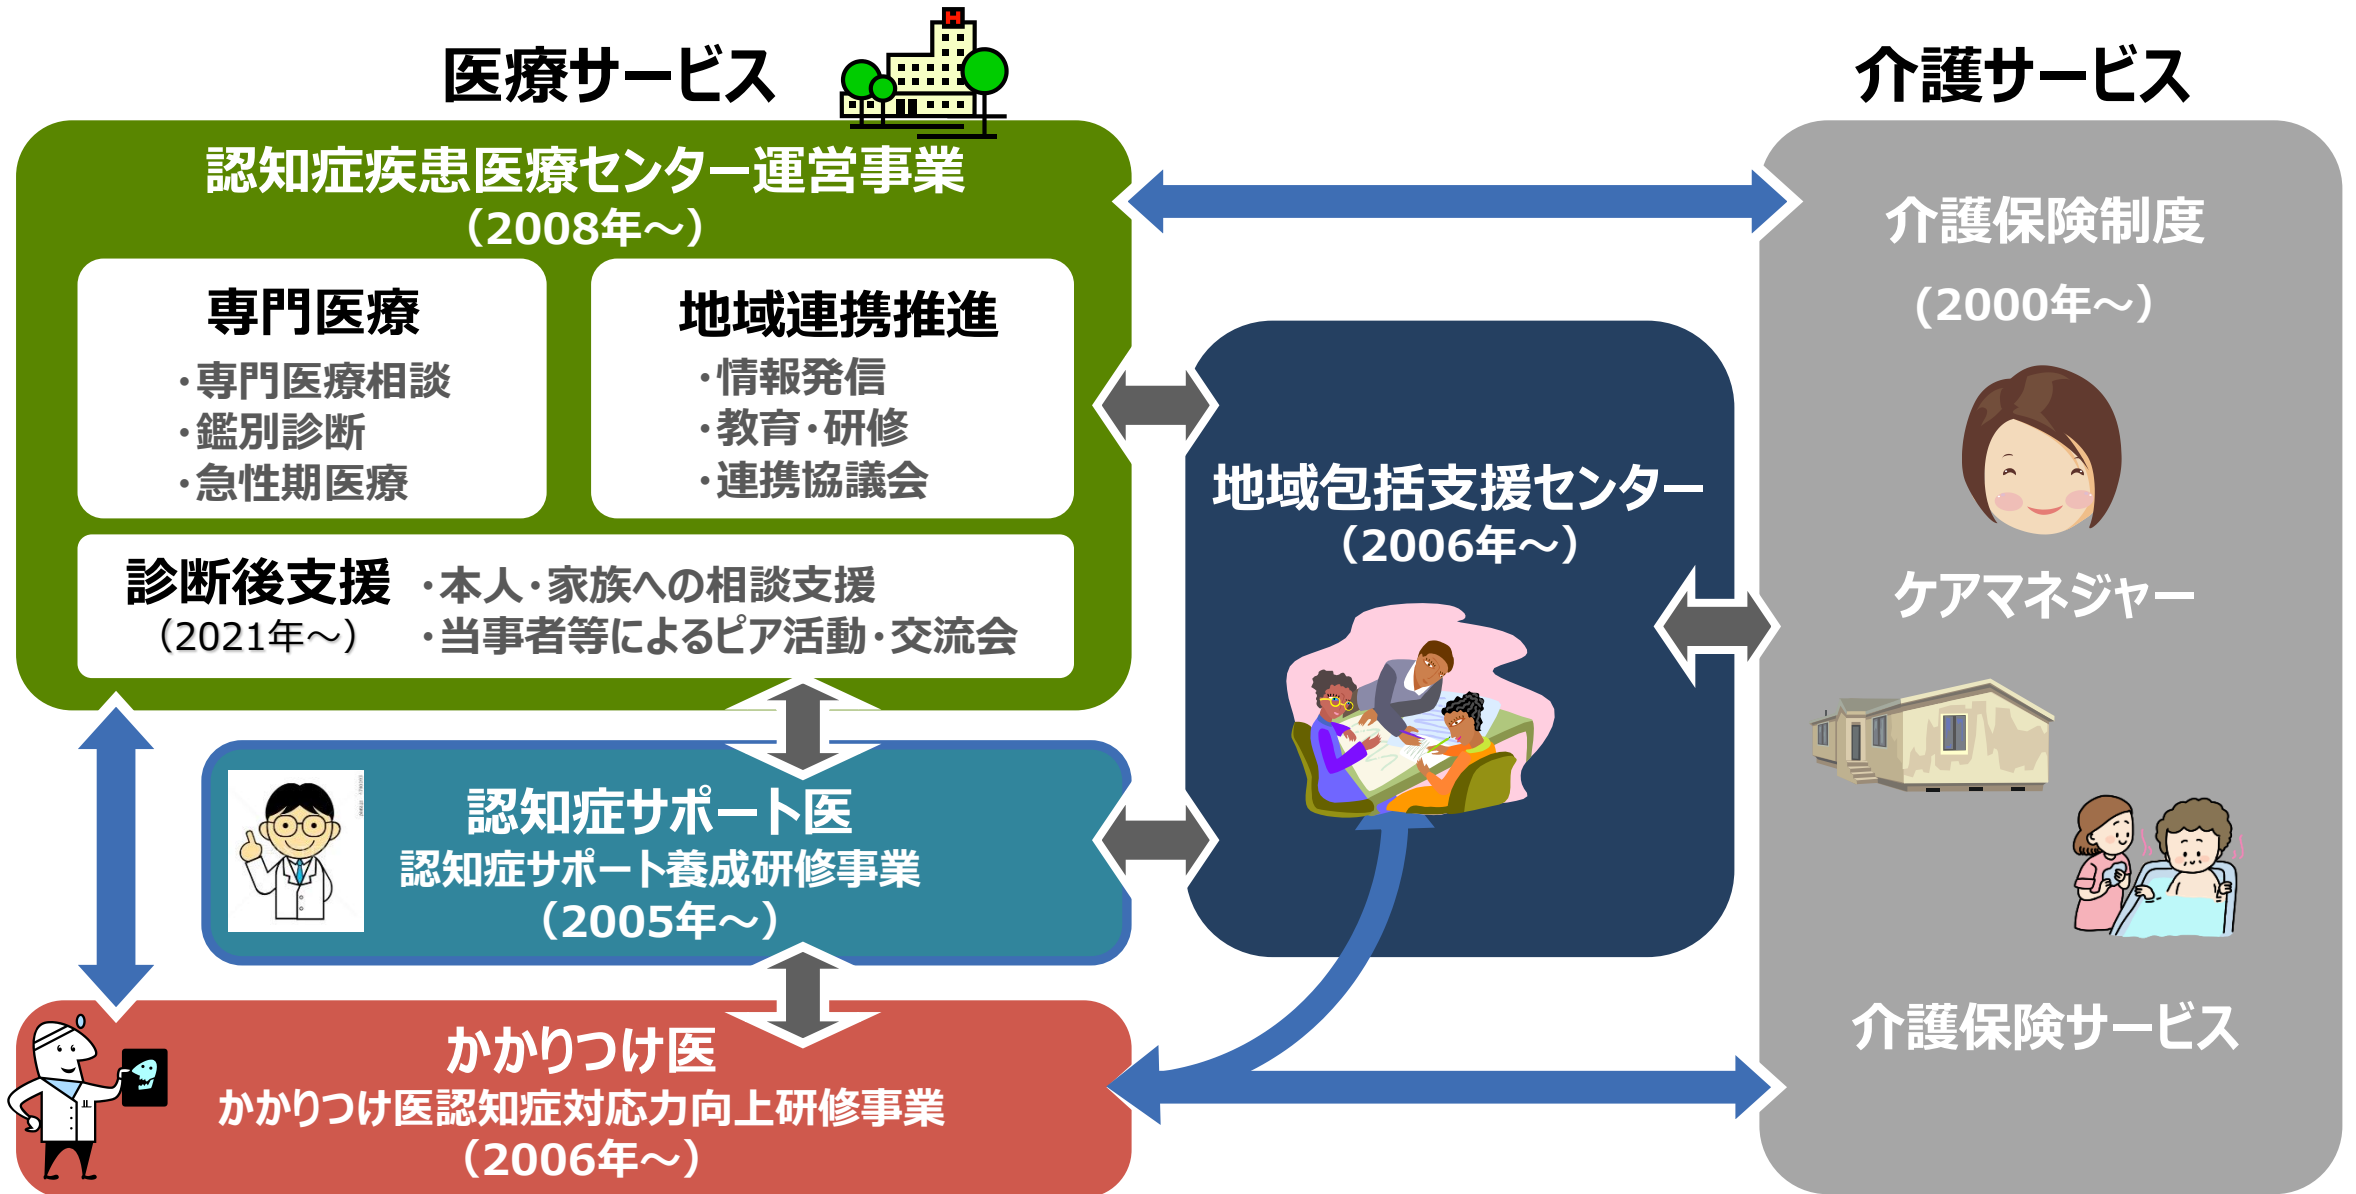 医療サービス
認知症疾患医療センター運営事業
（2008年～）
専門医療
・専門医療相談
・鑑別診断
・急性期医療
地域連携推進
・情報発信
・教育・研修
・連携協議会
診断後支援
（2021年～）
・本人・家族への相談支援
・当事者等によるピア活動・交流会
認知症サポート医
認知症サポート養成研修事業
（2005年～）
かかりつけ医
かかりつけ医認知症対応力向上研修事業
（2006年～）
地域包括支援センター
（2006年～）
介護サービス
介護保険制度
(2000年～）
ケアマネジャー
介護保険サービス
H